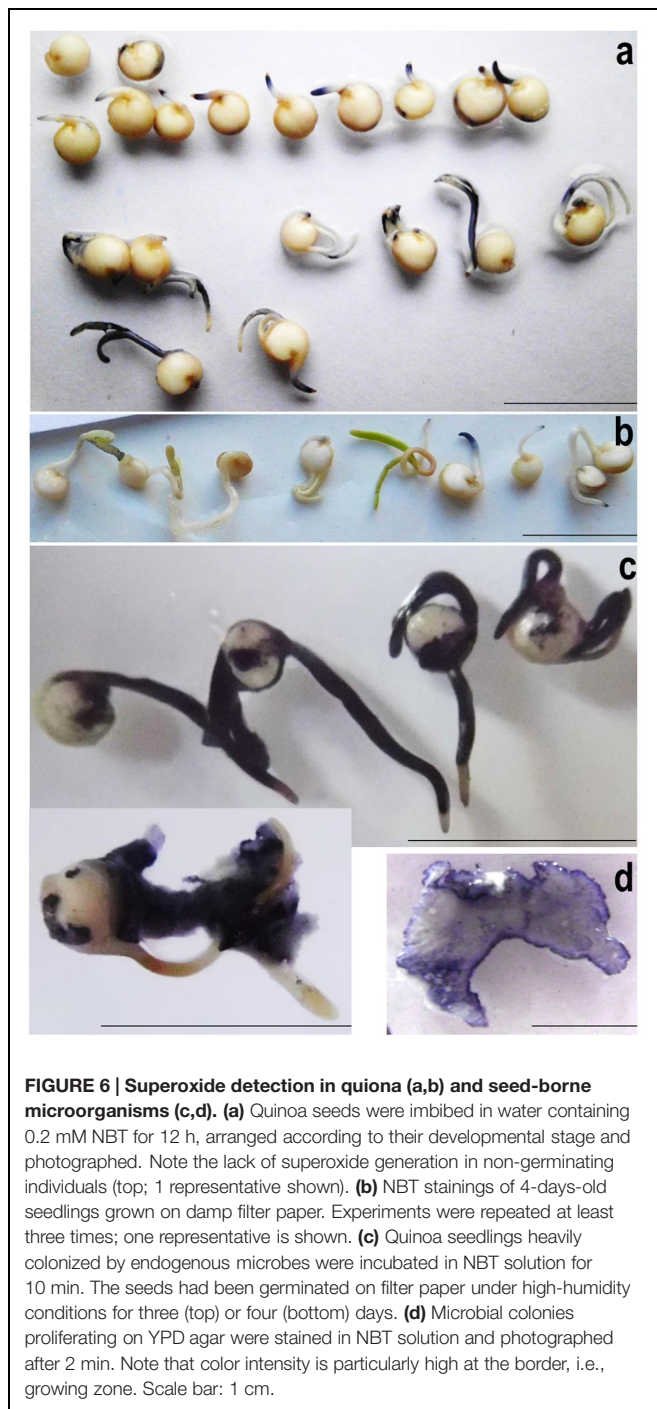 a
b
c
d
FIGURE 6 | Superoxide detection in quiona (a,b) and seed-borne
microorganisms (c,d). (a) Quinoa seeds were imbibed in water containing
0.2 mM NBT for 12 h, arranged according to their developmental stage and
photographed. Note the lack of superoxide generation in non-germinating
individuals (top; 1 representative shown). (b) NBT stainings of 4-days-old
seedlings grown on damp filter paper. Experiments were repeated at least
three times; one representative is shown. (c) Quinoa seedlings heavily
colonized by endogenous microbes were incubated in NBT solution for
10 min. The seeds had been germinated on filter paper under high-humidity
conditions for three (top) or four (bottom) days. (d) Microbial colonies
proliferating on YPD agar were stained in NBT solution and photographed
after 2 min. Note that color intensity is particularly high at the border, i.e.,
growing zone. Scale bar: 1 cm.